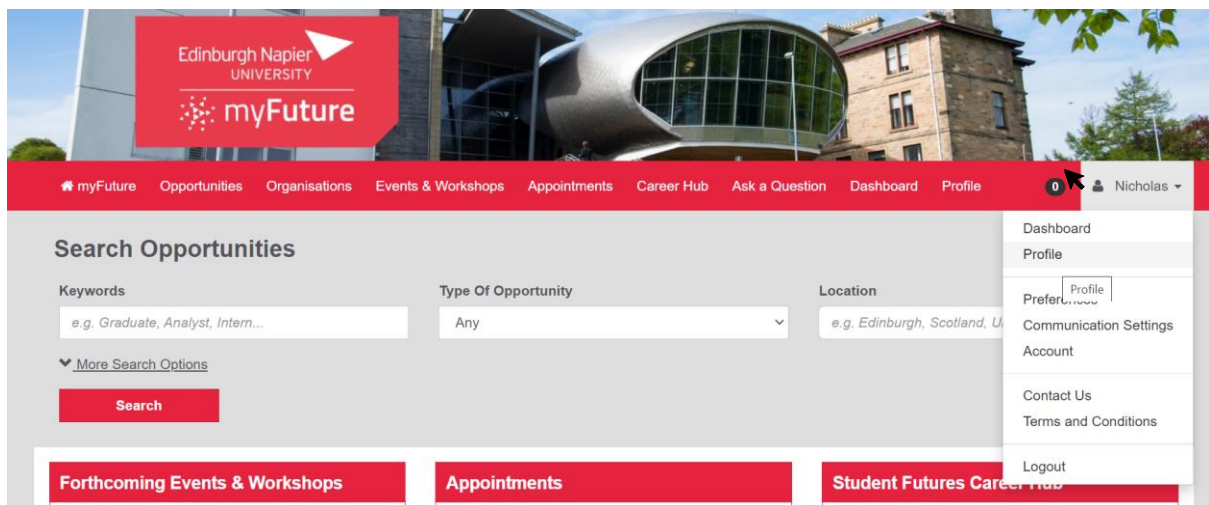 Edinburgh Napier
UNIVERSITY
myFuture
myFuture Opportunities Organisations Events & Workshops Appointments Career Hub Ask a Question Dashboard Profile 0 Nicholas
Dashboard
Profile
Profile
Preferences
Communication Settings
Account
Contact Us
Terms and Conditions
Logout
Search Opportunities
Keywords Type Of Opportunity Location
e.g. Graduate, Analyst, Intern... Any e.g. Edinburgh, Scotland, U
More Search Options
Search
Forthcoming Events & Workshops Appointments Student Futures Career Hub